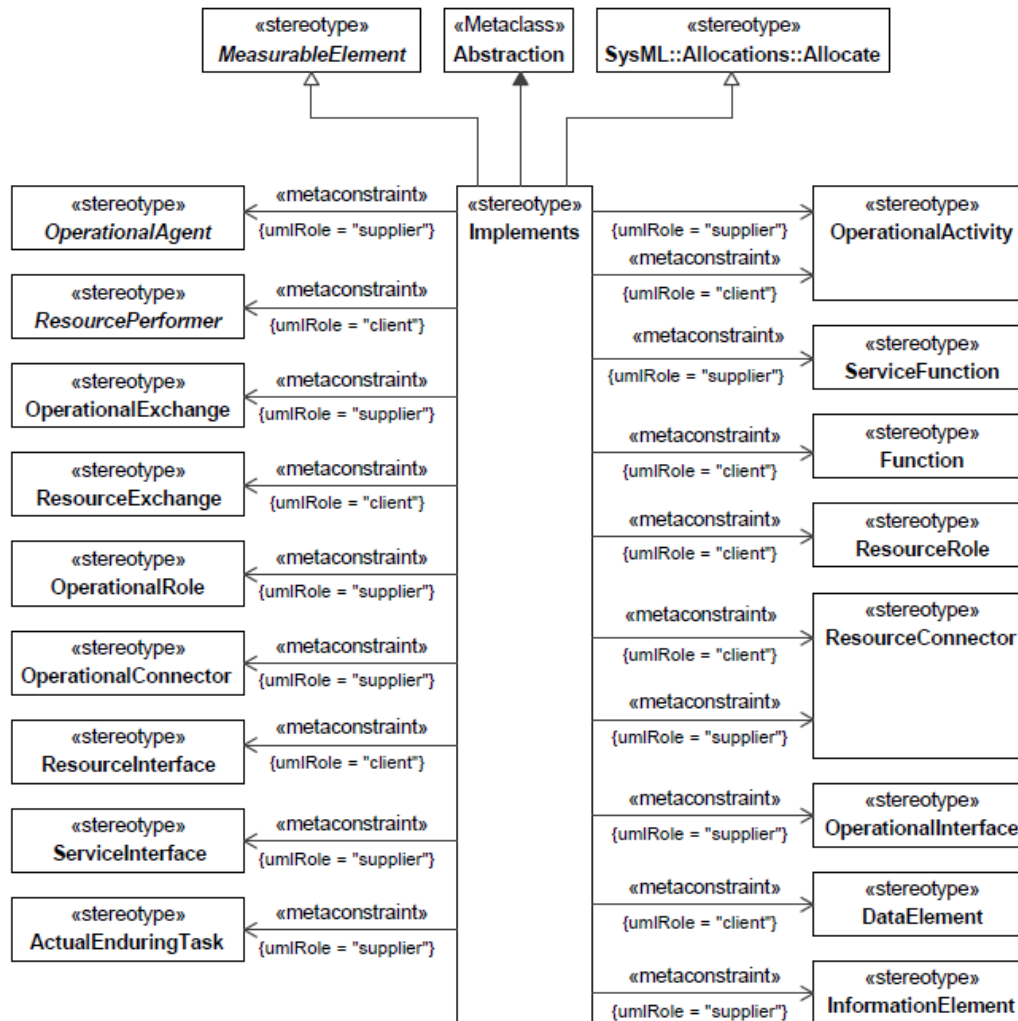 «stereotype»
MeasurableElement
«Metaclass»
Abstraction
«stereotype»
SysML::Allocations::Allocate
«stereotype»
OperationalAgent
«metaconstraint»
{umlRole = "supplier"}
«stereotype»
ResourcePerformer
«metaconstraint»
{umlRole = "client"}
«stereotype»
OperationalExchange
«metaconstraint»
{umlRole = "supplier"}
«stereotype»
ResourceExchange
«metaconstraint»
{umlRole = "client"}
«stereotype»
OperationalRole
«metaconstraint»
{umlRole = "supplier"}
«stereotype»
OperationalConnector
«metaconstraint»
{umlRole = "supplier"}
«stereotype»
ResourceInterface
«metaconstraint»
{umlRole = "client"}
«stereotype»
ServiceInterface
«metaconstraint»
{umlRole = "supplier"}
«stereotype»
ActualEnduringTask
«metaconstraint»
{umlRole = "supplier"}
«stereotype»
Implements
{umlRole = "supplier"}
«metaconstraint»
{umlRole = "client"}
«stereotype»
OperationalActivity
«metaconstraint»
{umlRole = "supplier"}
«stereotype»
ServiceFunction
«metaconstraint»
{umlRole = "client"}
«stereotype»
Function
«metaconstraint»
{umlRole = "client"}
«stereotype»
ResourceRole
«metaconstraint»
{umlRole = "client"}
«metaconstraint»
{umlRole = "supplier"}
«stereotype»
ResourceConnector
«metaconstraint»
{umlRole = "supplier"}
«stereotype»
OperationalInterface
«metaconstraint»
{umlRole = "client"}
«stereotype»
DataElement
«metaconstraint»
{umlRole = "supplier"}
«stereotype»
InformationElement